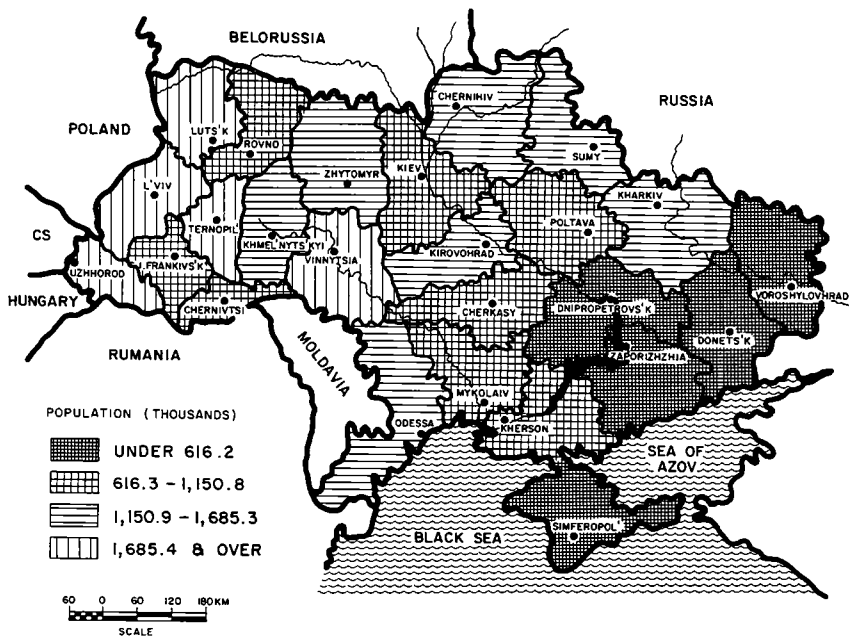 BELORUSSIA
RUSSIA
POLAND
CS
HUNGARY
RUMANIA
MOLDAVIA
CHERNIHIV
LUTS'K
ROVNO
SUMY
ZHYTOMYR
KIEV
L'VIV
KHARKIV
TERNOPIL'
POLTAVA
KHMEL'NYTS'KYI
VINNYTSIA
KIROVOHRAD
I.FRANKIVS'K
UZHHOROD
CHERNIVTSI
CHERKASY
DNIPROPETROVS'K
VOROSHYLOVHRAD
DONETS'K
ZAPORIZHZHIA
MYKOLAIV
KHERSON
ODESSA
SEA OF
AZOV
BLACK SEA
SIMFEROPOL'
POPULATION (THOUSANDS)
UNDER 616.2
616.3 – 1,150.8
1,150.9 – 1,685.3
1,685.4 & OVER
60 0 60 120 180 KM
SCALE